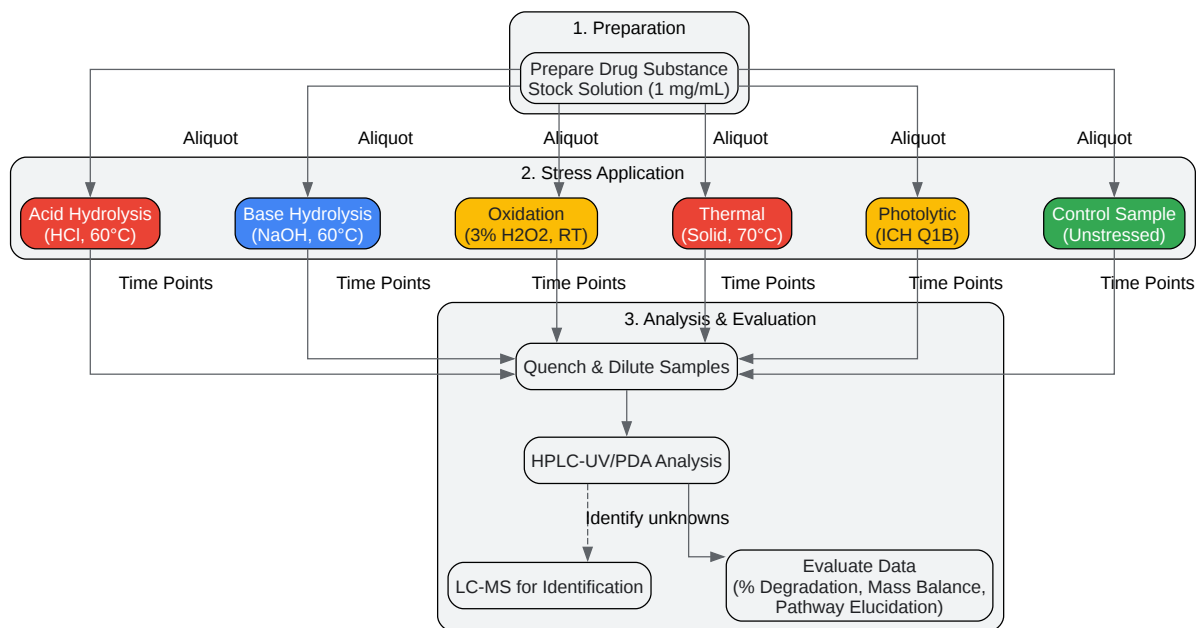 1. Preparation
Prepare Drug Substance
Stock Solution (1 mg/mL)
Aliquot
Aliquot
Aliquot
Aliquot
Aliquot
2. Stress Application
Acid Hydrolysis
(HCl, 60°C)
Base Hydrolysis
(NaOH, 60°C)
Oxidation
(3% H2O2, RT)
Thermal
(Solid, 70°C)
Photolytic
(ICH Q1B)
Control Sample
(Unstressed)
Time Points
Time Points
Time Points
Time Points
Time Points
Time Points
3. Analysis & Evaluation
Quench & Dilute Samples
HPLC-UV/PDA Analysis
Identify unknowns
LC-MS for Identification
Evaluate Data
(% Degradation, Mass Balance,
Pathway Elucidation)